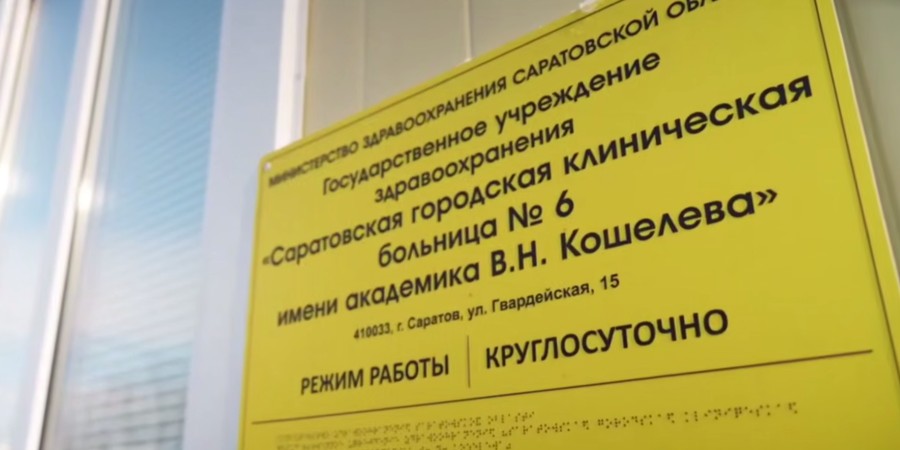 МИНИСТЕРСТВО ЗДРАВООХРАНЕНИЯ САРАТОВСКОЙ
Государственное учреждение
здравоохранения
«Саратовская городская клиническая
больница № 6
имени академика В.Н. Кошелева»
410033, г. Саратов, ул. Гвардейская, 15
РЕЖИМ РАБОТЫ КРУГЛОСУТОЧНО